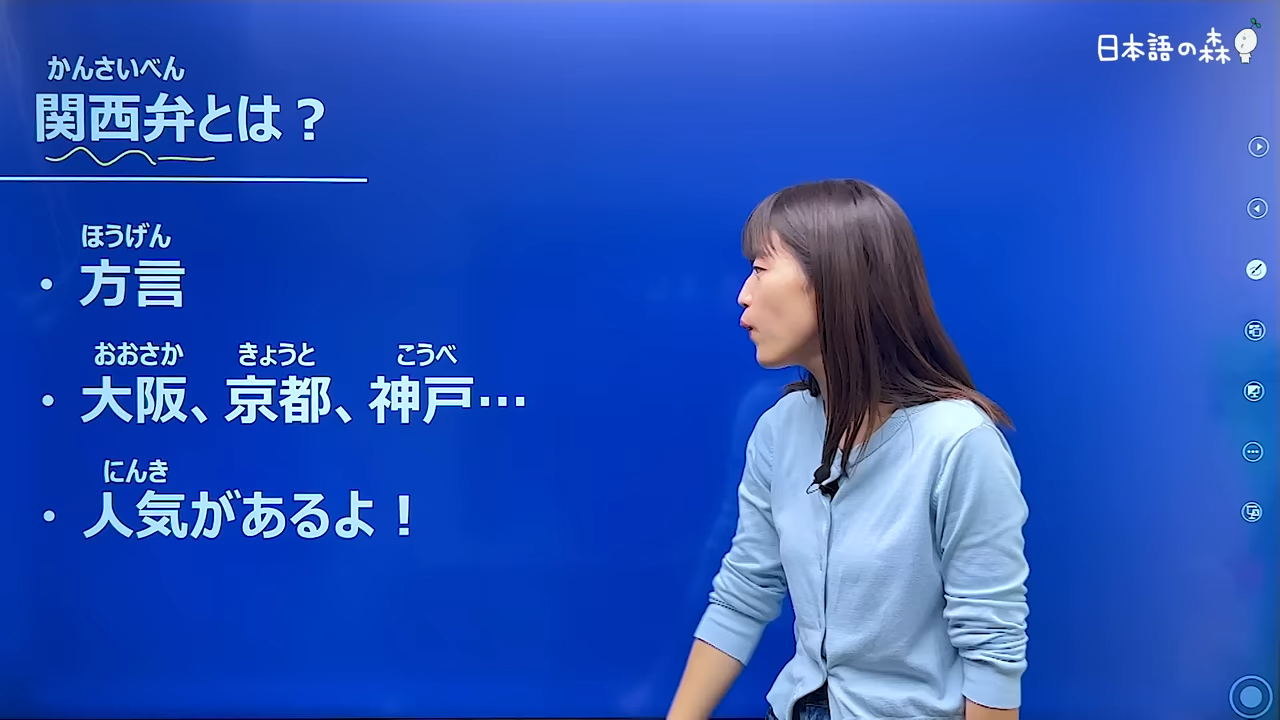 日本語の森
かんさいべん
関西弁とは？
ほうげん
・方言
おおさか きょうと こうべ
・大阪、京都、神戸…
にんき
・人気があるよ！